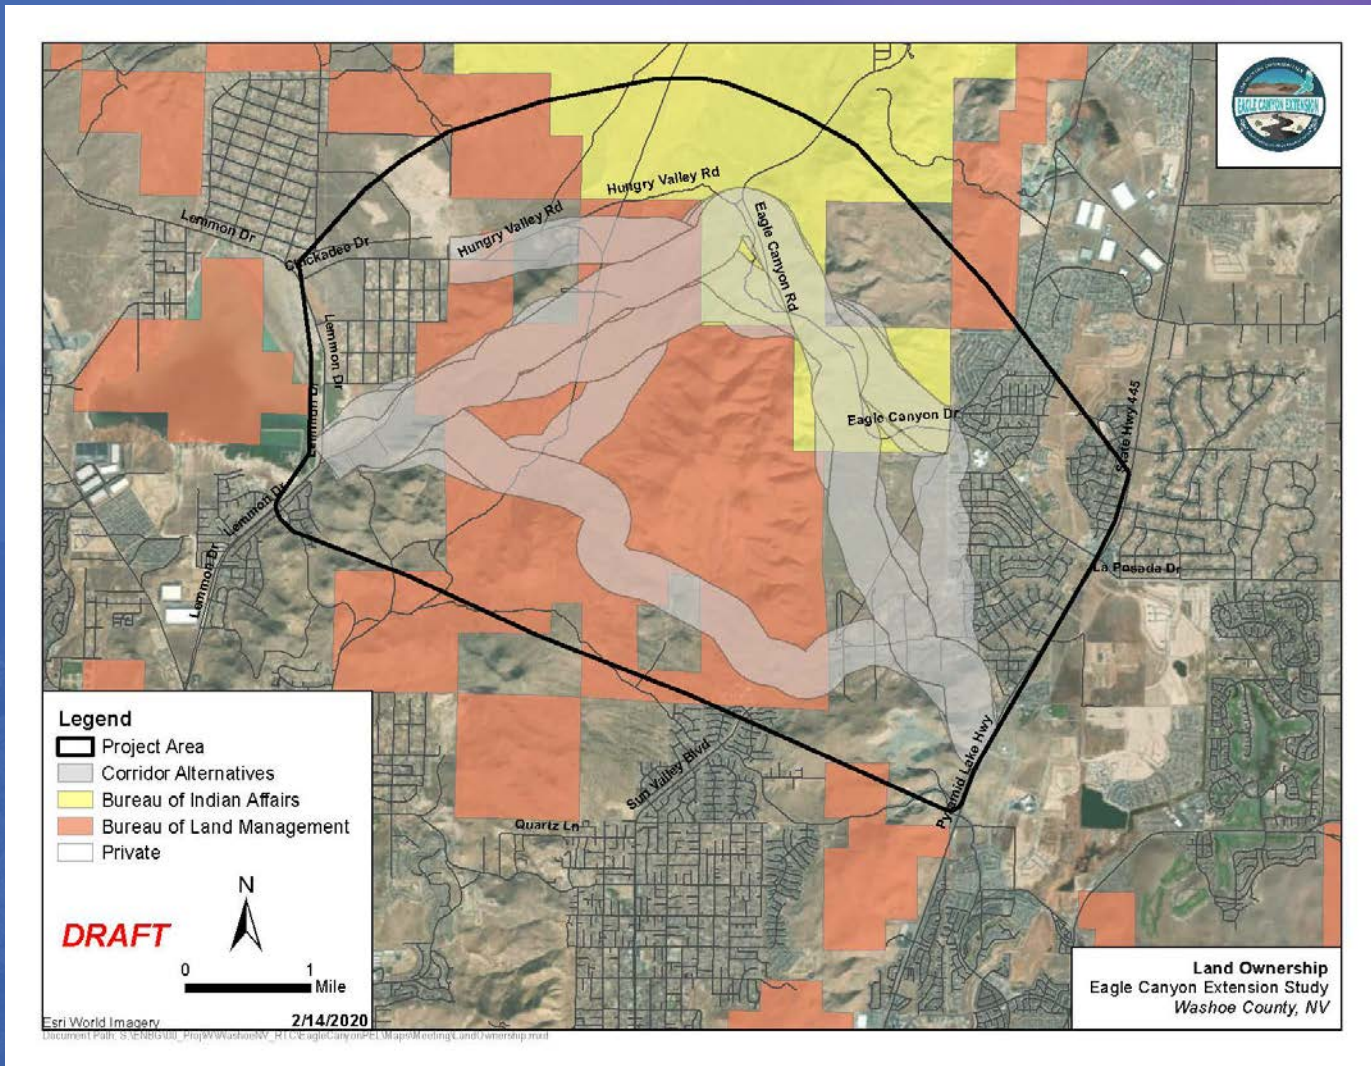 EAGLE CANYON EXTENSION
Hungry Valley Rd
Hungry Valley Rd
Lemmon Dr
Chickadee Dr
Eagle Canyon Rd
Lemmon Dr
Lemmon Dr
Eagle Canyon Dr
State Hwy 445
Lemmon Dr
Lemmon Dr
La Posada Dr
Pyramid Lake Hwy
Sun Valley Blvd
Quartz Ln
Legend
Project Area
Corridor Alternatives
Bureau of Indian Affairs
Bureau of Land Management
Private
N
DRAFT
0 1
Mile
Esri World Imagery 2/14/2020
Land Ownership
Eagle Canyon Extension Study
Washoe County, NV